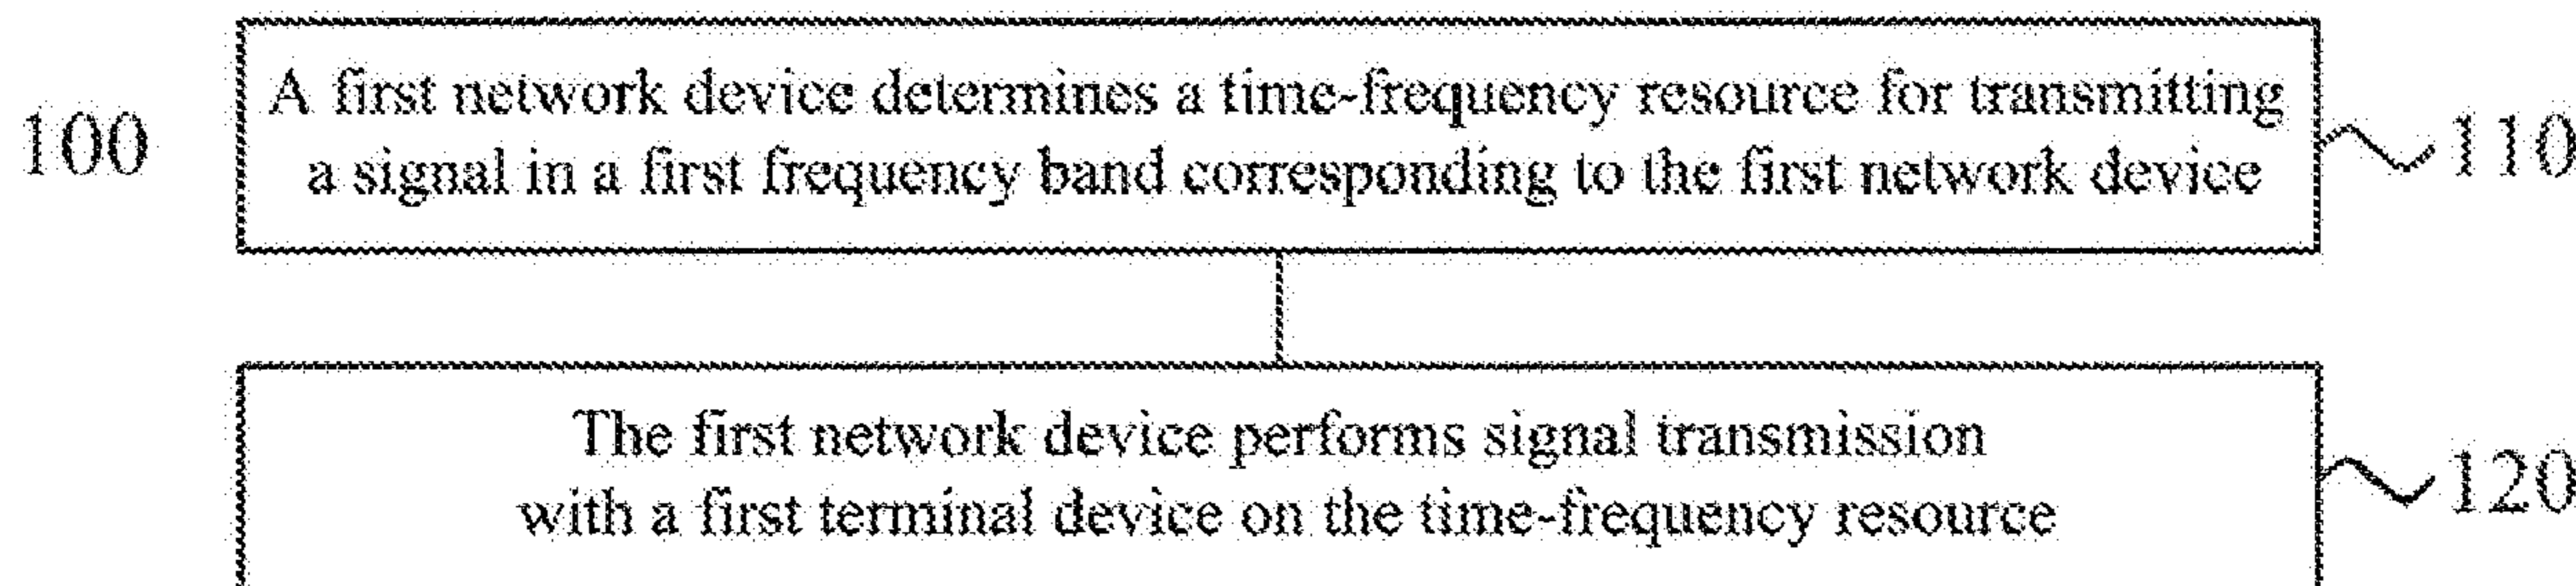 100
A first network device determines a time-frequency resource for transmitting
a signal in a first frequency band corresponding to the first network device
110
The first network device performs signal transmission
with a first terminal device on the time-frequency resource
120